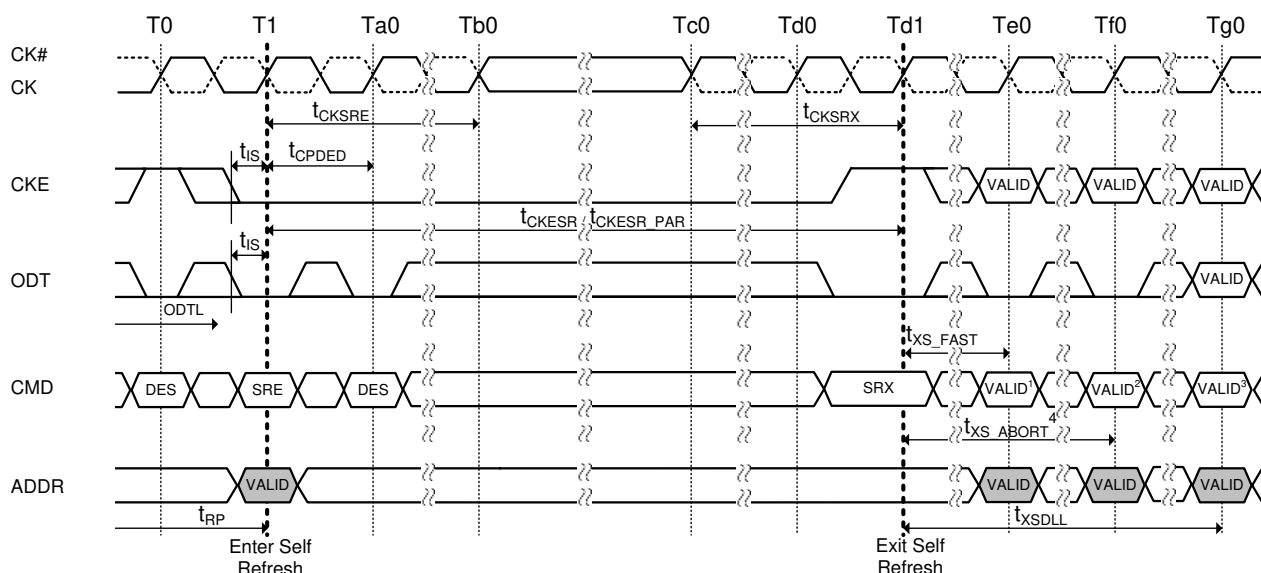 T0 T1 Ta0 Tb0 Tc0 Td0 Td1 Te0 Tf0 Tg0
CK#
CK
tCKSRE tCKSRX
tIS tCPDED
CKE VALID VALID VALID
tCKESR / tCKESR_PAR
tIS
ODT VALID
ODTL
tXS_FAST
CMD DES SRE DES SRX VALID1 VALID2 VALID3
tXS_ABORT4
ADDR VALID VALID VALID VALID
tRP tXSDLL
Enter Self
Refresh
Exit Self
Refresh